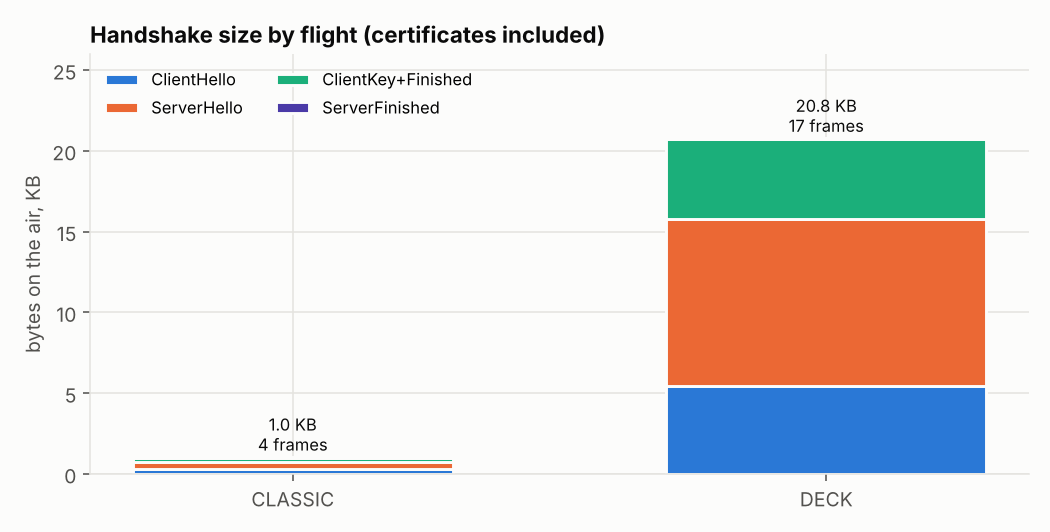 Handshake size by flight (certificates included)
ClientHello
ServerHello
ClientKey+Finished
ServerFinished
bytes on the air, KB
25
20
15
10
5
0
1.0 KB
4 frames
20.8 KB
17 frames
CLASSIC
DECK